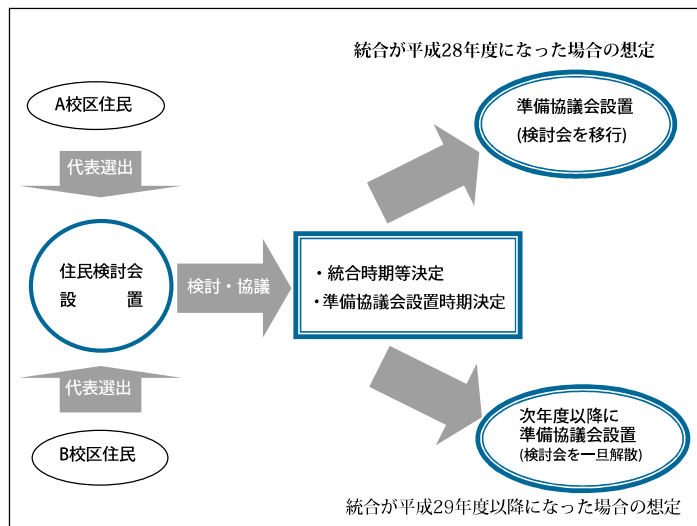 統合が平成28年度になった場合の想定
A校区住民
準備協議会設置
(検討会を移行)
代表選出
住民検討会
設　　置
検討・協議
・統合時期等決定
・準備協議会設置時期決定
代表選出
B校区住民
次年度以降に
準備協議会設置
(検討会を一旦解散)
統合が平成29年度以降になった場合の想定